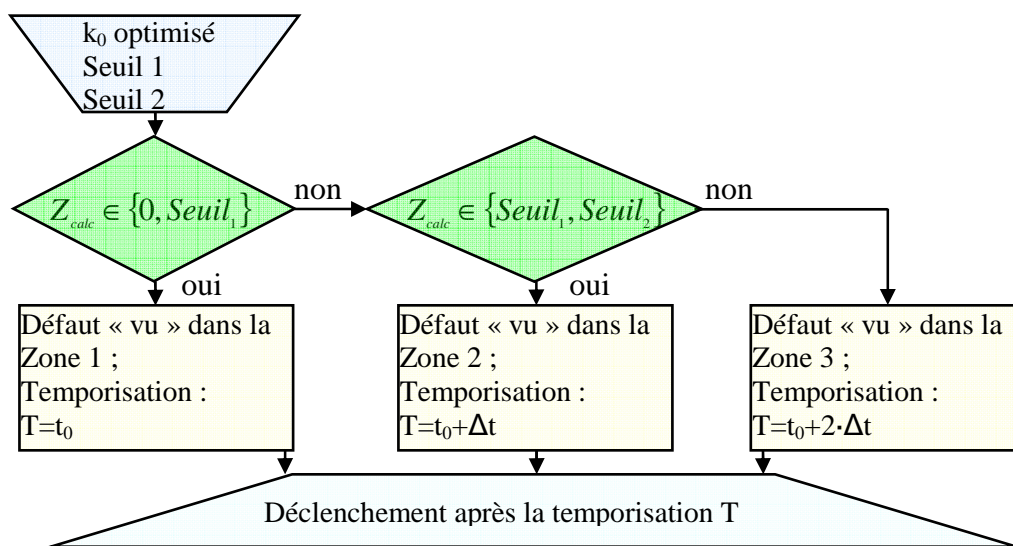 k₀ optimisé
Seuil 1
Seuil 2
Z_calc ∈ {0, Seuil₁}
non
Z_calc ∈ {Seuil₁, Seuil₂}
non
oui
oui
Défaut « vu » dans la
Zone 1 ;
Temporisation :
T=t₀
Défaut « vu » dans la
Zone 2 ;
Temporisation :
T=t₀+Δt
Défaut « vu » dans la
Zone 3 ;
Temporisation :
T=t₀+2·Δt
Déclenchement après la temporisation T